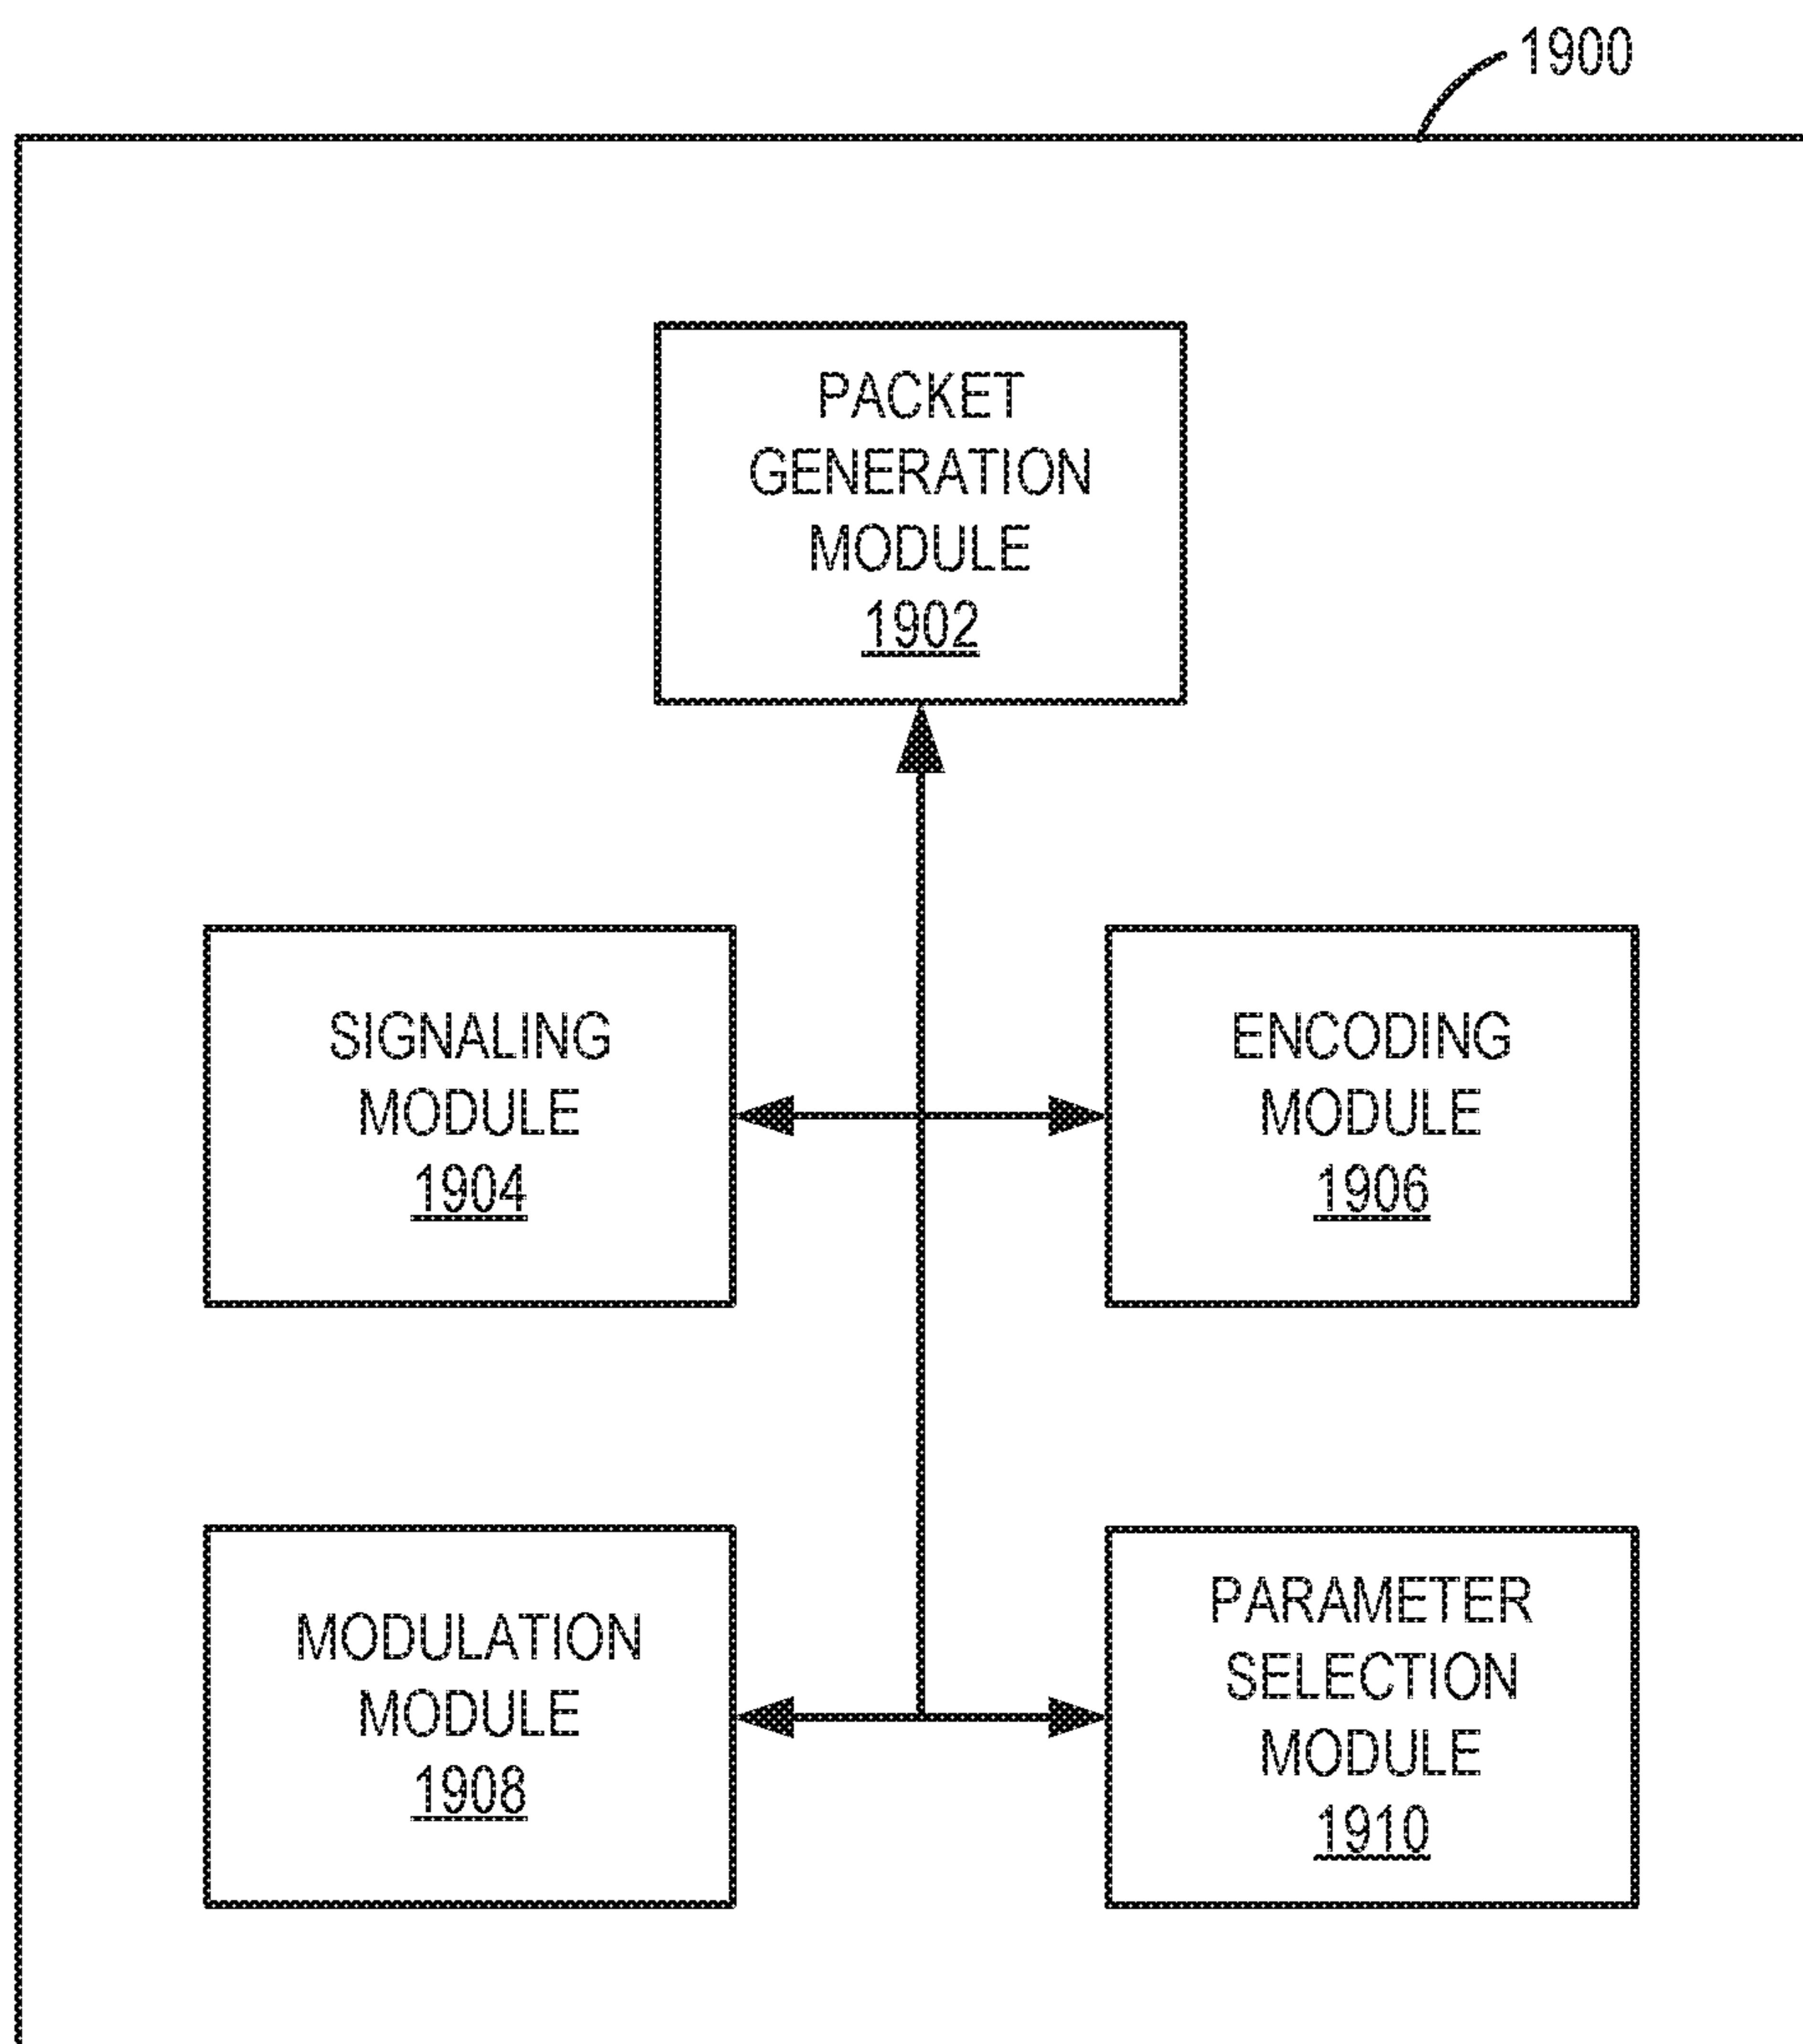 1900
PACKET
GENERATION
MODULE
1902
SIGNALING
MODULE
1904
ENCODING
MODULE
1906
MODULATION
MODULE
1908
PARAMETER
SELECTION
MODULE
1910